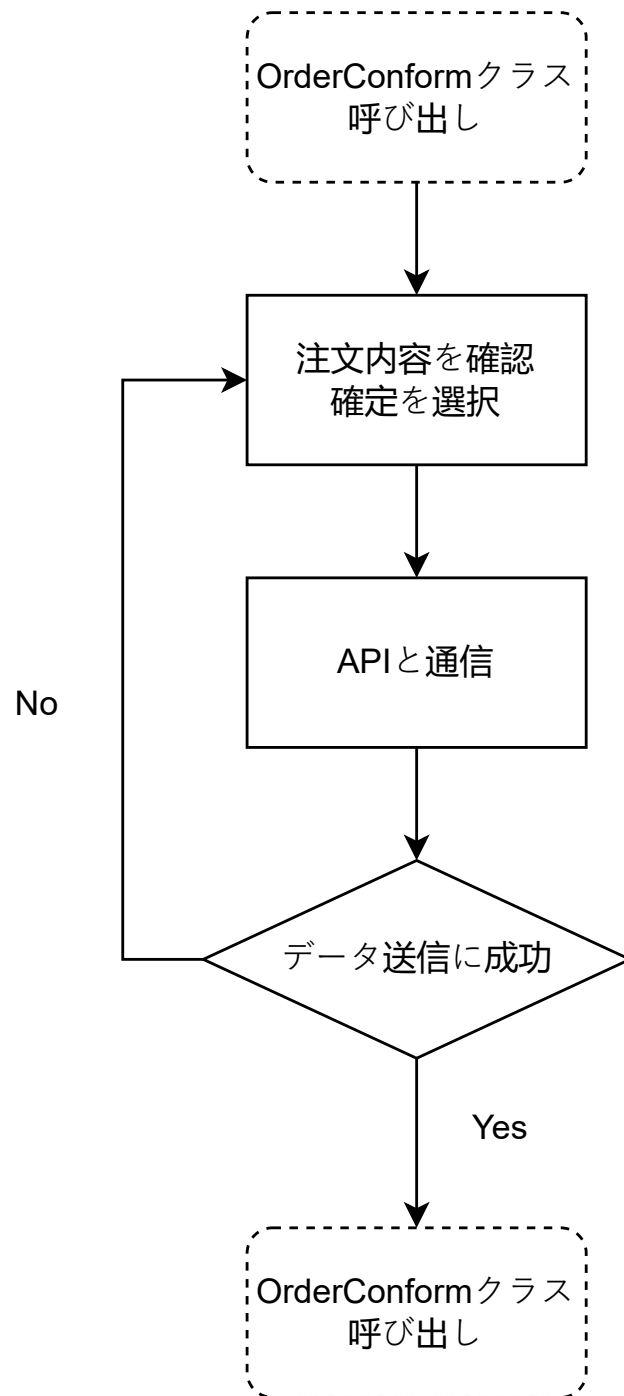 OrderConformクラス
呼び出し
注文内容を確認
確定を選択
APIと通信
No
データ送信に成功
Yes
OrderConformクラス
呼び出し